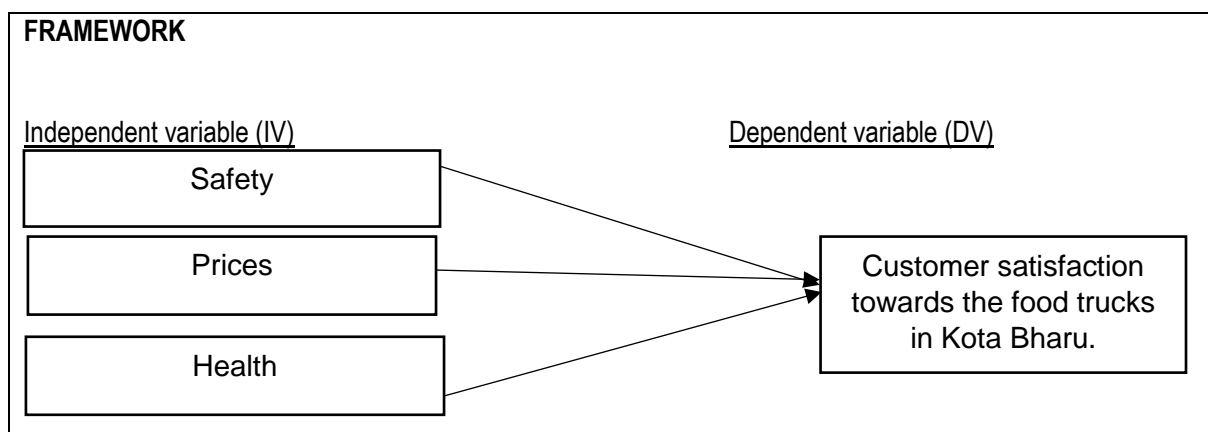 FRAMEWORK
Independent variable (IV)
Dependent variable (DV)
Safety
Prices
Health
Customer satisfaction
towards the food trucks
in Kota Bharu.